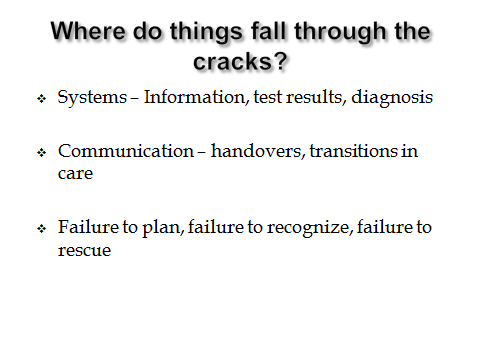 Where do things fall through the
cracks?
❖ Systems – Information, test results, diagnosis
❖ Communication – handovers, transitions in
care
❖ Failure to plan, failure to recognize, failure to
rescue